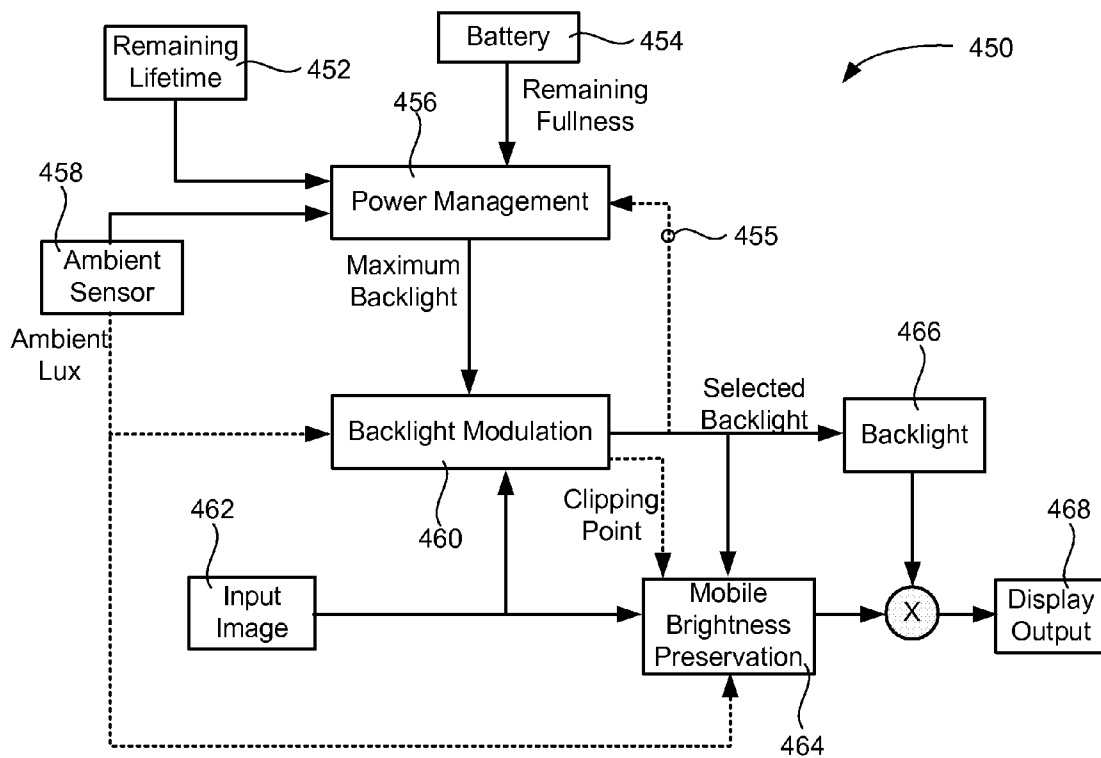 Remaining
Lifetime
452
Battery
454
450
Remaining
Fullness
456
458
Power Management
455
Ambient
Sensor
Maximum
Backlight
Ambient
Lux
466
Selected
Backlight
Backlight Modulation
Backlight
462
460
Clipping
Point
468
Input
Image
Mobile
Brightness
Preservation
X
Display
Output
464